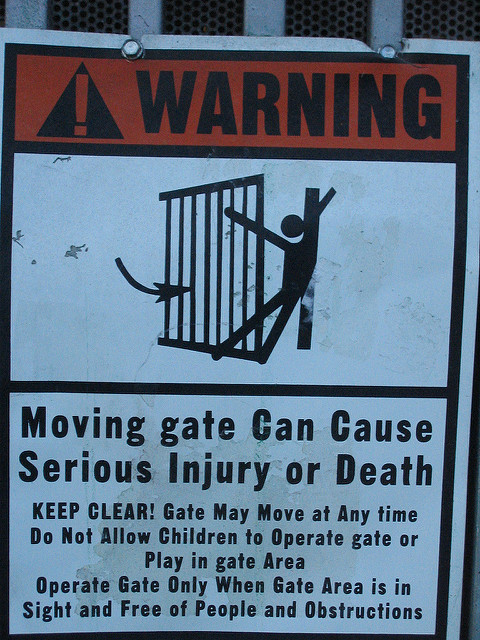 WARNING
Moving gate Can Cause
Serious Injury or Death
KEEP CLEAR! Gate May Move at Any time
Do Not Allow Children to Operate gate or
Play in gate Area
Operate Gate Only When Gate Area is in
Sight and Free of People and Obstructions